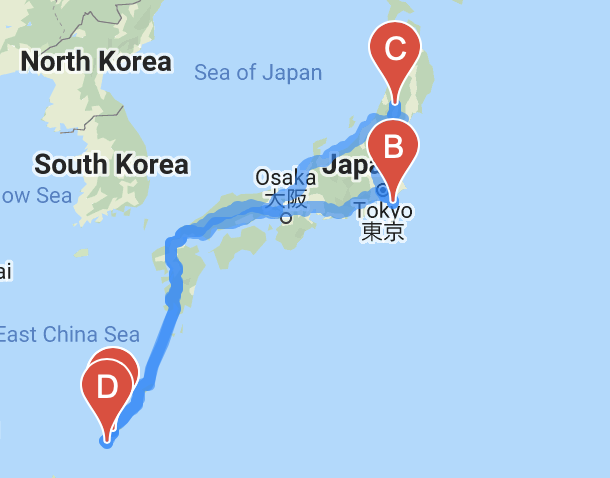 C
North Korea
Sea of Japan
B
South Korea
Japa
Osaka
大阪
ow Sea
Tokyo
東京
ai
East China Sea
D